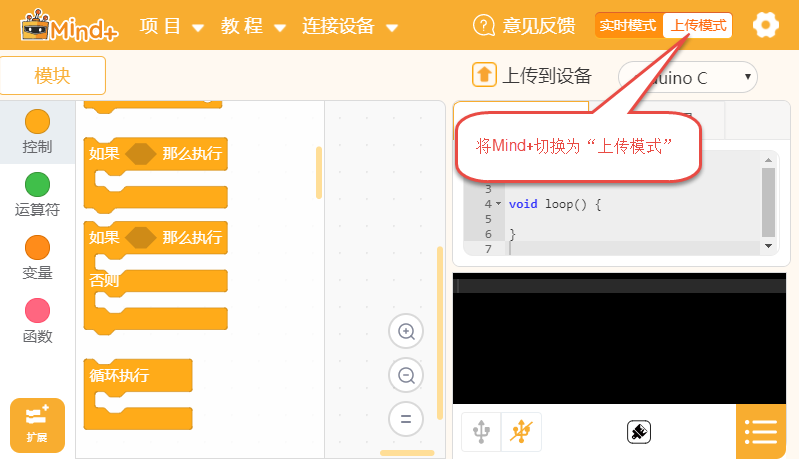 Mind+ 项目 教程 连接设备 意见反馈 实时模式 上传模式
模块 上传到设备
将Mind+切换为“上传模式”
控制
运算符
变量
函数
扩展
如果 那么执行
如果 那么执行
否则
循环执行
3
4 void loop() {
5
6 }
7